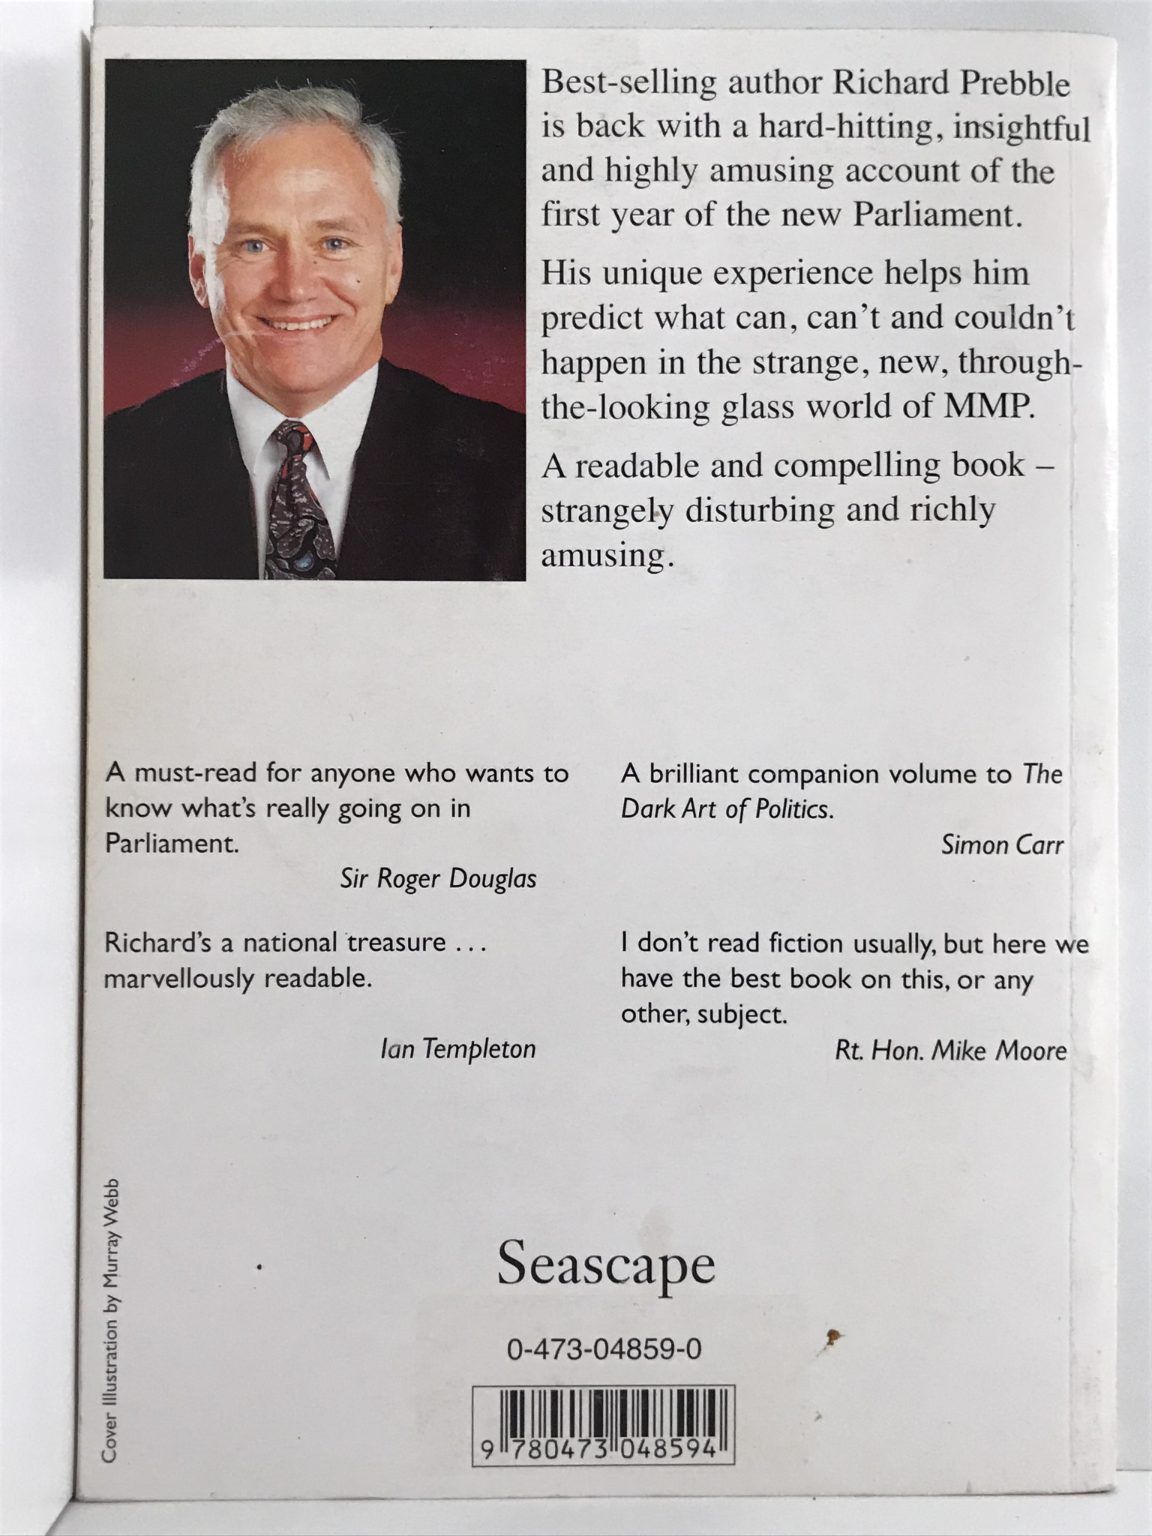 Best-selling author Richard Prebble
is back with a hard-hitting, insightful
and highly amusing account of the
first year of the new Parliament.
His unique experience helps him
predict what can, can't and couldn't
happen in the strange, new, through-
the-looking glass world of MMP.
A readable and compelling book –
strangely disturbing and richly
amusing.
A must-read for anyone who wants to
know what's really going on in
Parliament.
Sir Roger Douglas
Richard's a national treasure ...
marvellously readable.
Ian Templeton
A brilliant companion volume to The
Dark Art of Politics.
Simon Carr
I don't read fiction usually, but here we
have the best book on this, or any
other, subject.
Rt. Hon. Mike Moore
Cover Illustration by Murray Webb
Seascape
0-473-04859-0
9 780473 048594